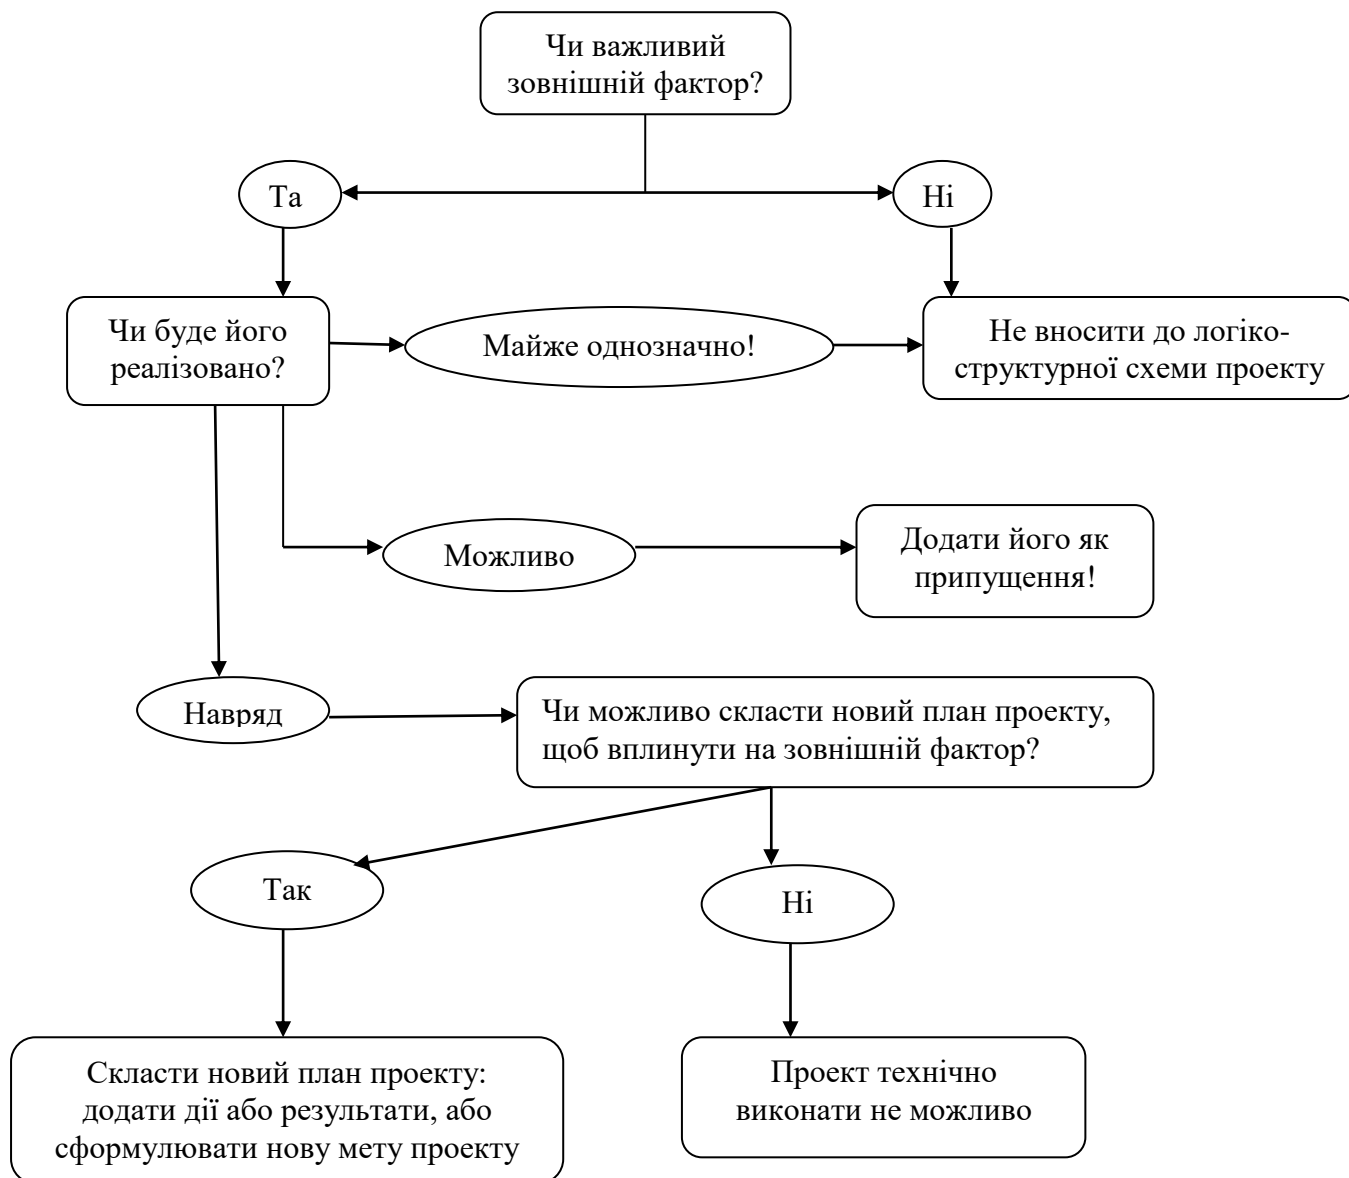 Чи важливий
зовнішній фактор?
Та
Ні
Чи буде його
реалізовано?
Майже однозначно!
Не вносити до логіко-
структурної схеми проекту
Можливо
Додати його як
припущення!
Навряд
Чи можливо скласти новий план проекту,
щоб вплинути на зовнішній фактор?
Так
Ні
Скласти новий план проекту:
додати дії або результати, або
сформулювати нову мету проекту
Проект технічно
виконати не можливо